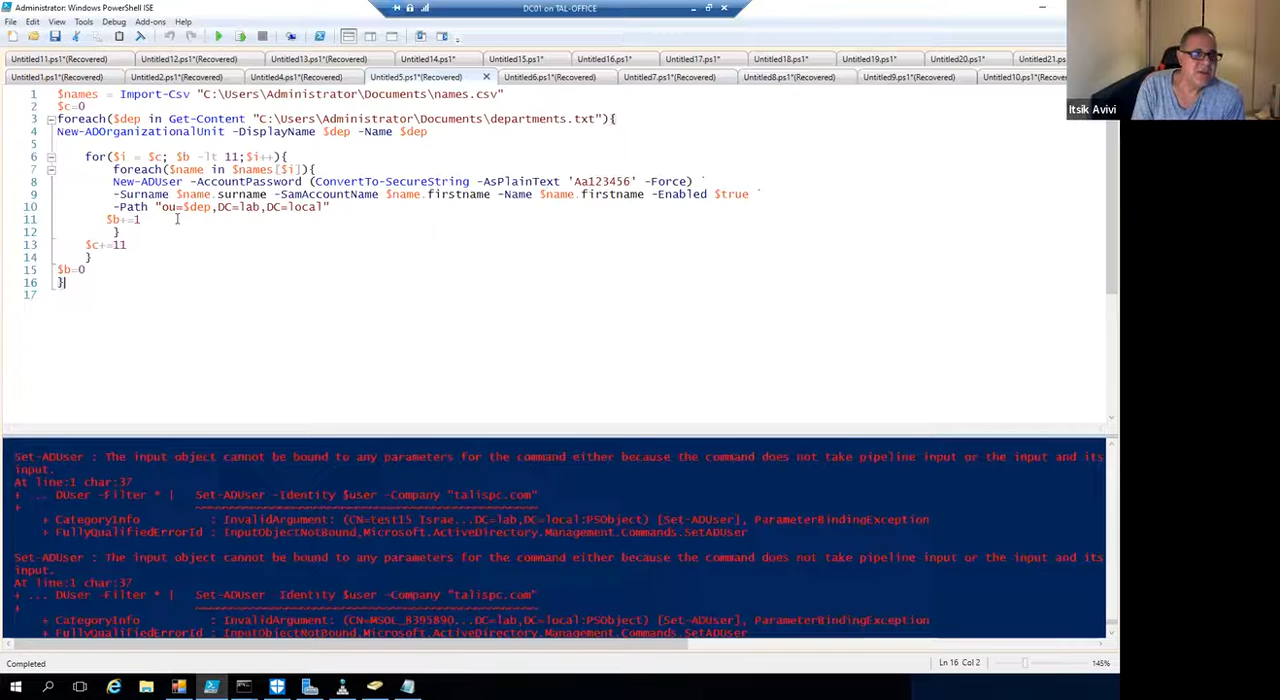 Administrator: Windows PowerShell ISE
DC01 on TAL-OFFICE
File Edit View Tools Debug Add-ons Help
Untitled11.ps1*(Recovered) Untitled12.ps1*(Recovered) Untitled13.ps1*(Recovered) Untitled14.ps1* Untitled15.ps1* Untitled16.ps1* Untitled17.ps1* Untitled18.ps1* Untitled19.ps1* Untitled20.ps1* Untitled21.
Untitled1.ps1*(Recovered) Untitled2.ps1*(Recovered) Untitled4.ps1*(Recovered) Untitled5.ps1*(Recovered) Untitled6.ps1*(Recovered) Untitled7.ps1*(Recovered) Untitled8.ps1*(Recovered) Untitled9.ps1*(Recovered) Untitled10.ps1*(Recov
Itsik Avivi
1 $names = Import-Csv "C:\Users\Administrator\Documents\names.csv"
2 $c=0
3 foreach($dep in Get-Content "C:\Users\Administrator\Documents\departments.txt"){
4 New-ADOrganizationalUnit -DisplayName $dep -Name $dep
5
6 for($i = $c; $b -lt 11;$i++){
7 foreach($name in $names[$i]){
8 New-ADUser -AccountPassword (ConvertTo-SecureString -AsPlainText 'Aa123456' -Force) `
9 -Surname $name.surname -SamAccountName $name.firstname -Name $name.firstname -Enabled $true `
10 -Path "ou=$dep,DC=lab,DC=local"
11 $b+=1
12 }
13 $c+=11
14 }
15 $b=0
16 }
17
Set-ADUser : The input object cannot be bound to any parameters for the command either because the command does not take pipeline input or the input and its
input.
At line:1 char:37
+ ... DUser -Filter * | Set-ADUser -Identity $user -Company "talispc.com"
+ ~~~~~~~~~~~~~~~~~~~~~~~~~~~~~~~~~~~~~~~~~~~~~~~~
+ CategoryInfo : InvalidArgument: (CN=test15 Israe...DC=lab,DC=local:PSObject) [Set-ADUser], ParameterBindingException
+ FullyQualifiedErrorId : InputObjectNotBound,Microsoft.ActiveDirectory.Management.Commands.SetADUser
Set-ADUser : The input object cannot be bound to any parameters for the command either because the command does not take pipeline input or the input and its
input.
At line:1 char:37
+ ... DUser -Filter * | Set-ADUser -Identity $user -Company "talispc.com"
+ ~~~~~~~~~~~~~~~~~~~~~~~~~~~~~~~~~~~~~~~~~~~~~~~~
+ CategoryInfo : InvalidArgument: (CN=MSOL_8395890...DC=lab,DC=local:PSObject) [Set-ADUser], ParameterBindingException
+ FullyQualifiedErrorId : InputObjectNotBound,Microsoft.ActiveDirectory.Management.Commands.SetADUser
Completed
Ln 16 Col 2
145%